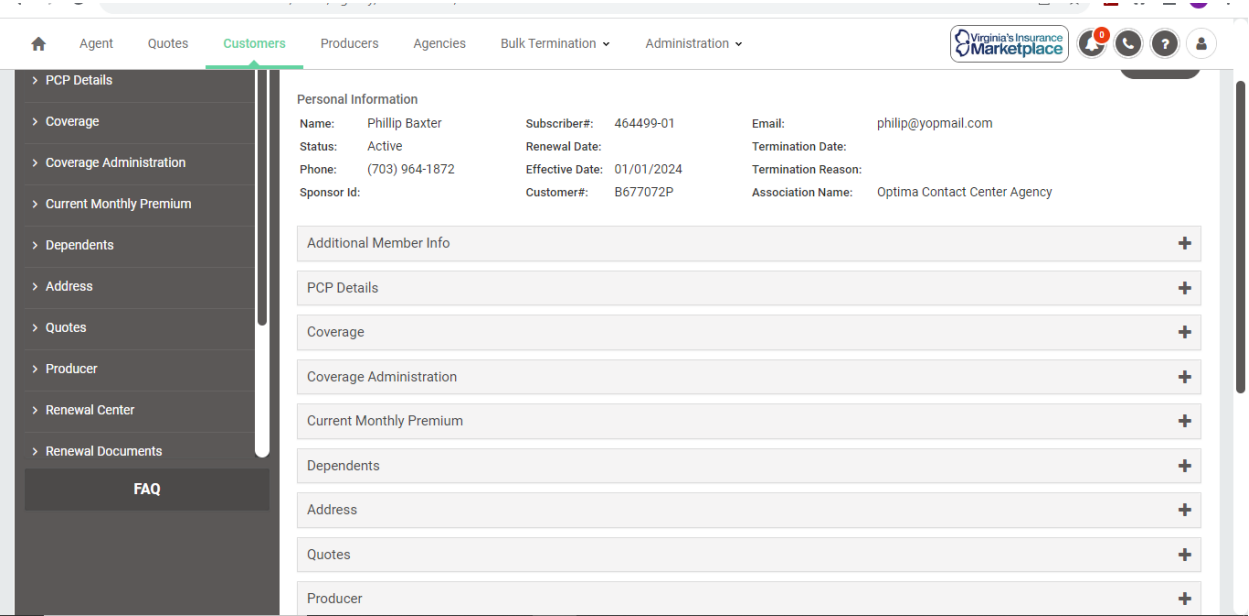 Agent Quotes Customers Producers Agencies Bulk Termination Administration Virginia's Insurance Marketplace 0 ?
PCP Details
Coverage
Coverage Administration
Current Monthly Premium
Dependents
Address
Quotes
Producer
Renewal Center
Renewal Documents
FAQ
Personal Information
Name: Phillip Baxter Subscriber#: 464499-01 Email: philip@yopmail.com
Status: Active Renewal Date: Termination Date:
Phone: (703) 964-1872 Effective Date: 01/01/2024 Termination Reason:
Sponsor Id: Customer#: B677072P Association Name: Optima Contact Center Agency
Additional Member Info
PCP Details
Coverage
Coverage Administration
Current Monthly Premium
Dependents
Address
Quotes
Producer